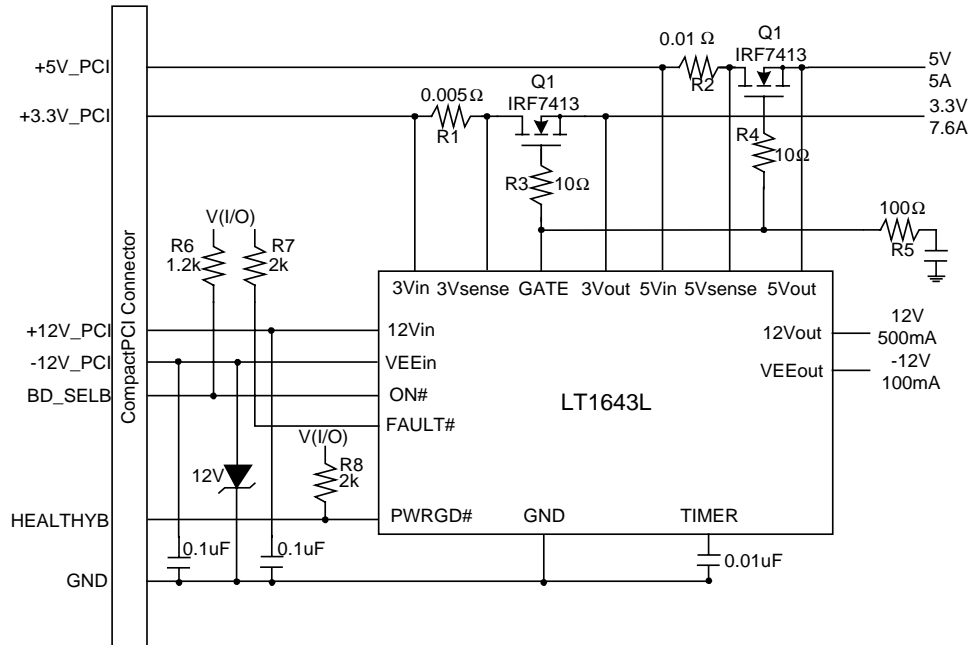 Q1
0.01 Ω
IRF7413
+5V_PCI
5V
R2
5A
Q1
0.005Ω
IRF7413
+3.3V_PCI
3.3V
7.6A
R1
R4
10Ω
R3
10Ω
100Ω
R5
V(I/O)
R6
1.2k
R7
2k
CompactPCI Connector
3Vin
3Vsense
GATE
3Vout
5Vin
5Vsense
5Vout
+12V_PCI
12Vin
12Vout
12V
500mA
-12V_PCI
VEEin
VEEout
-12V
100mA
BD_SELB
ON#
LT1643L
FAULT#
V(I/O)
12V
R8
2k
HEALTHYB
PWRGD#
GND
TIMER
0.1uF
0.1uF
0.01uF
GND